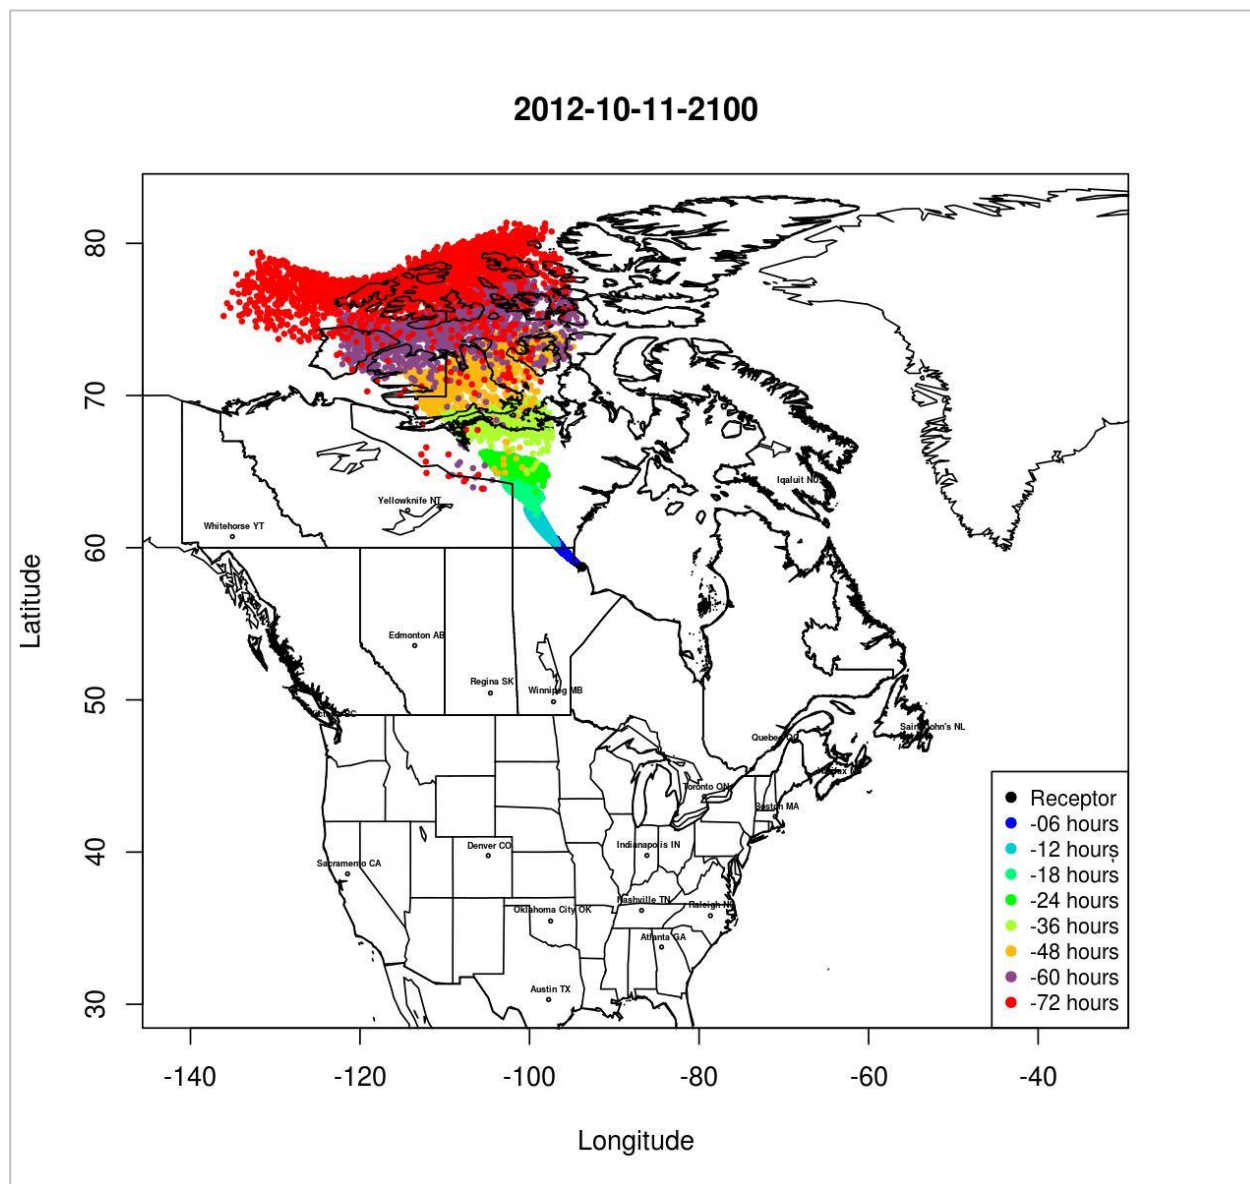 2012-10-11-2100
80
70
60
50
40
30
Latitude
Iqaluit NU
Yellowknife NT
Whitehorse YT
Edmonton AB
Regina SK
Winnipeg MB
Quebec QC
Toronto ON
Boston MA
Denver CO
Indianapolis IN
Sacramento CA
Nashville TN
Raleigh NC
Oklahoma City OK
Atlanta GA
Austin TX
Receptor
-06 hours
-12 hours
-18 hours
-24 hours
-36 hours
-48 hours
-60 hours
-72 hours
-140
-120
-100
-80
-60
-40
Longitude